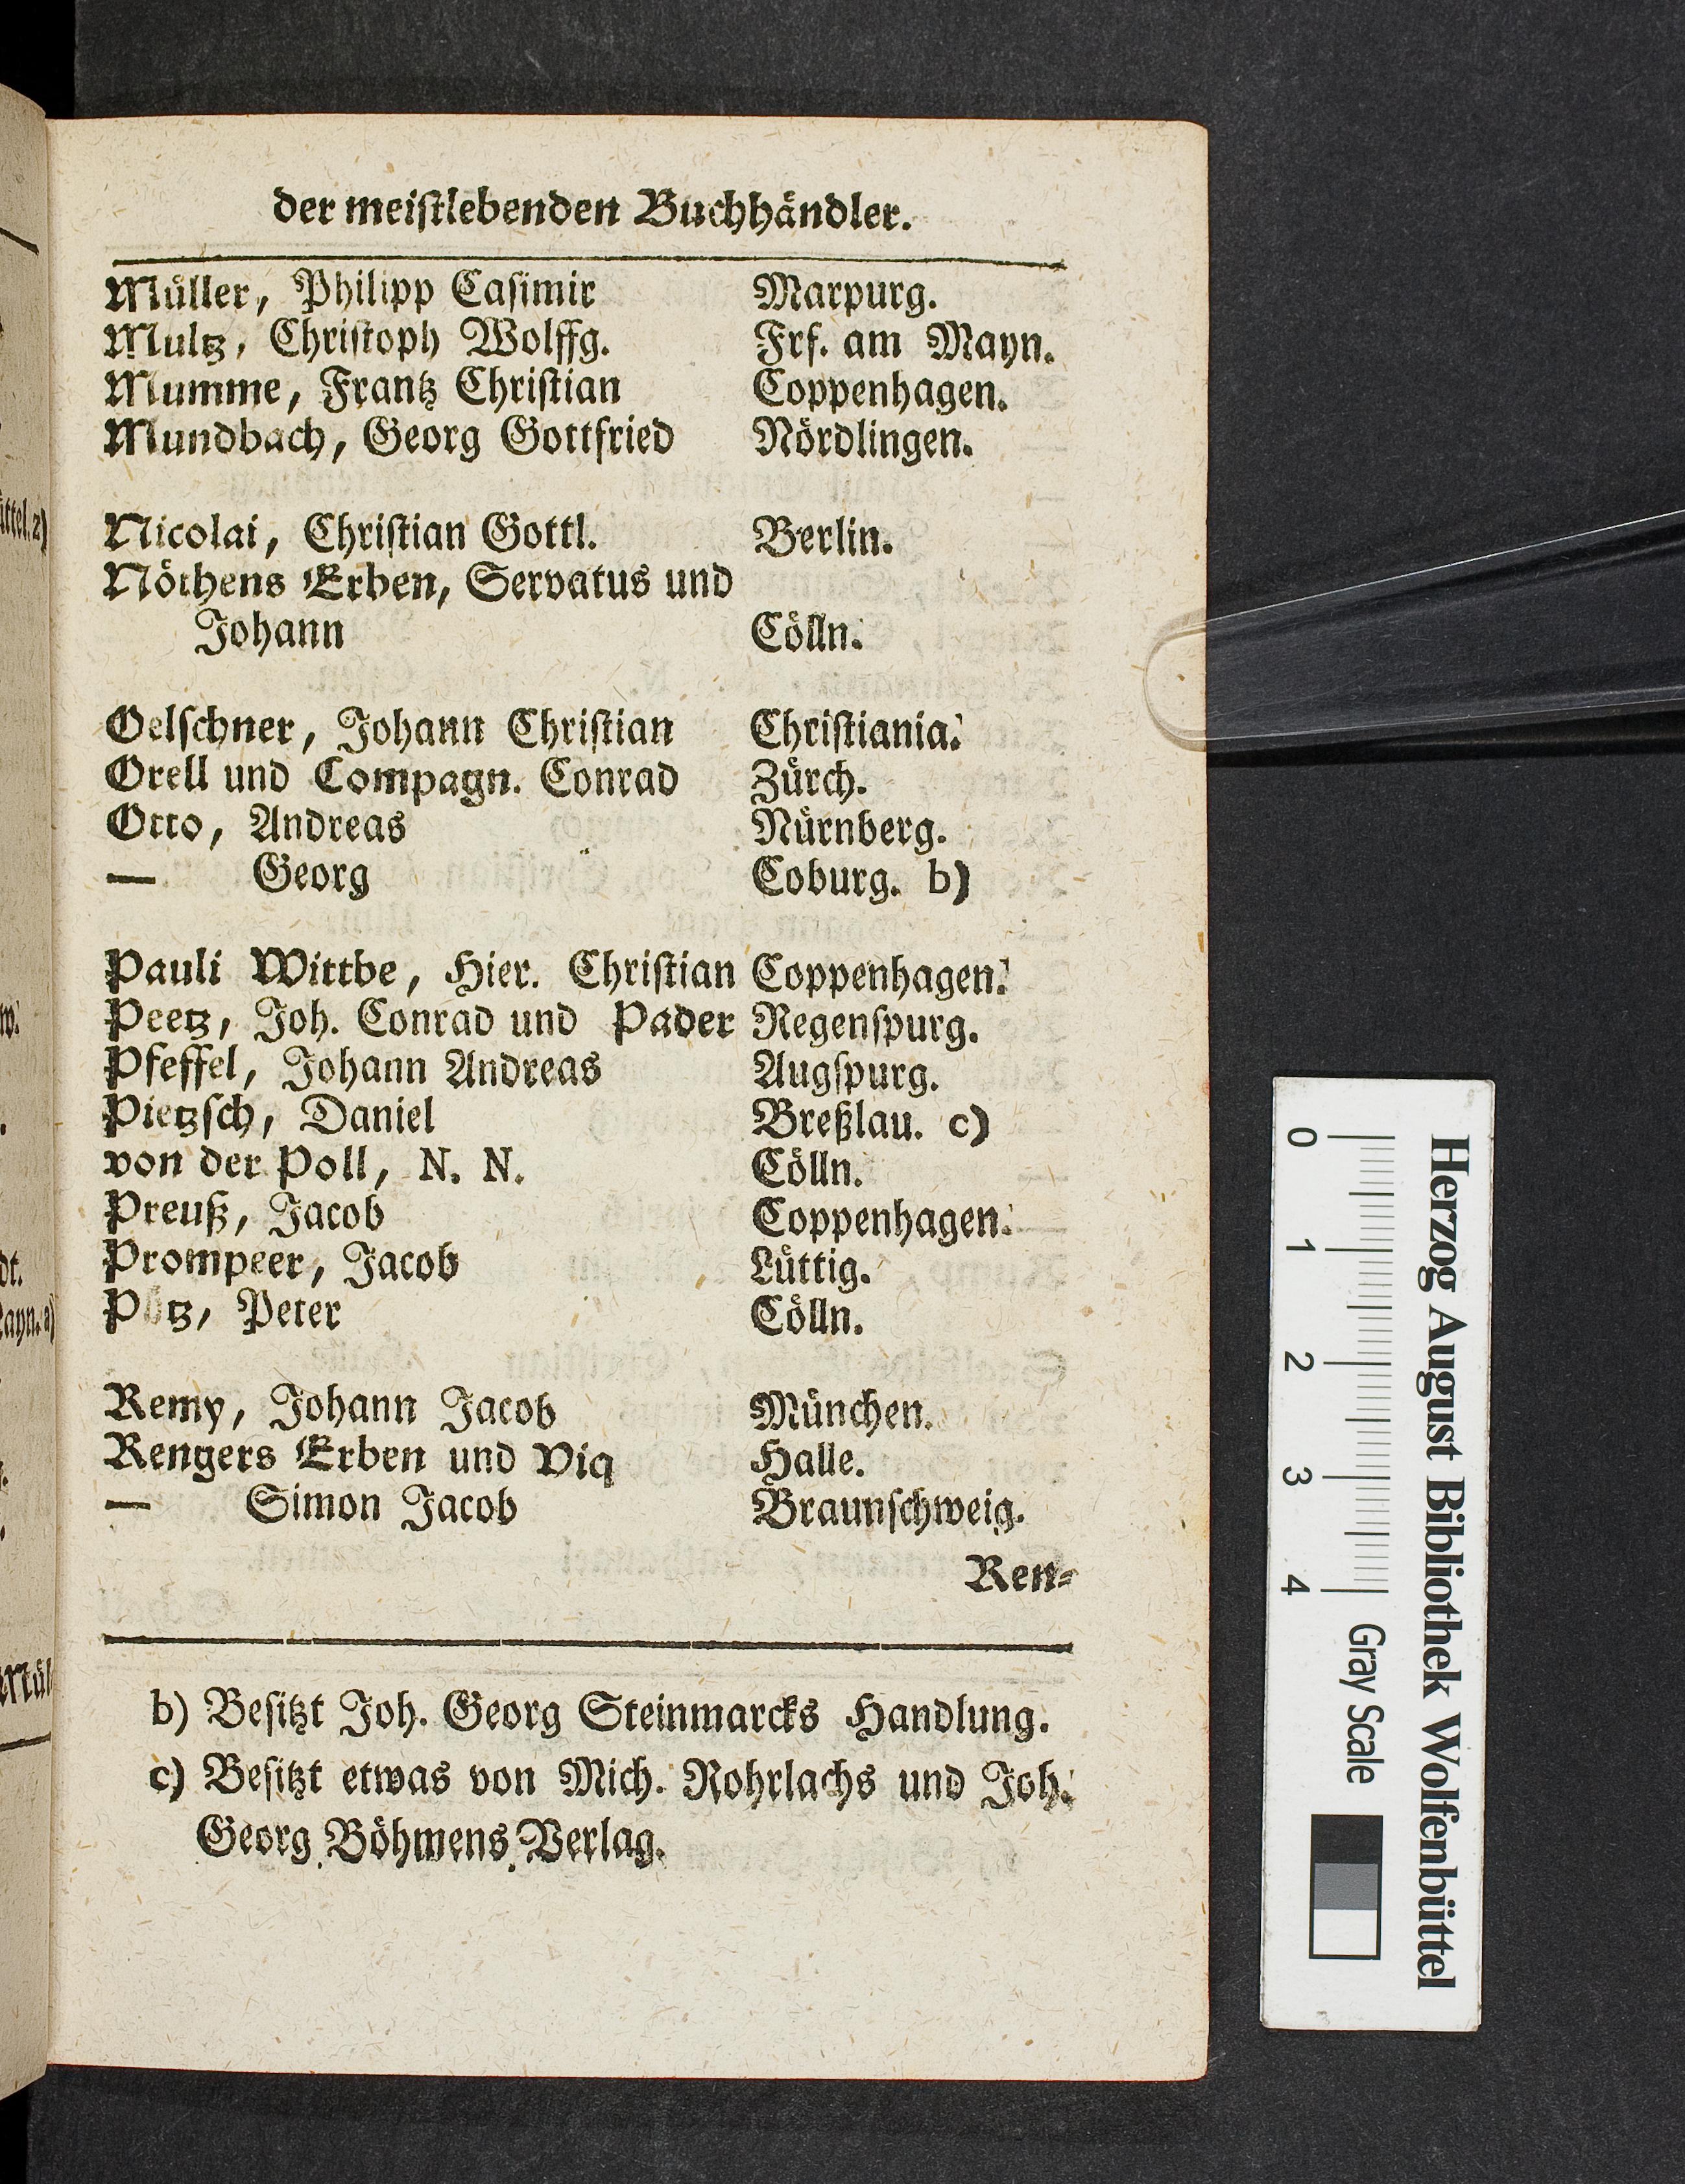 der meistlebenden Buchhändler.
Müller, Philipp Casimir Marpurg.
Multz, Christoph Wolffg. Frf. am Mayn.
Mumme, Frantz Christian Coppenhagen.
Mundbach, Georg Gottfried Nördlingen.
Nicolai, Christian Gottl. Berlin.
Nöthens Erben, Servatus und
Johann Cölln.
Oelschner, Johann Christian Christiania.
Orell und Compagn. Conrad Zürch.
Otto, Andreas Nürnberg.
— Georg Coburg. b)
Pauli Wittbe, Hier. Christian Coppenhagen.
Peetz, Joh. Conrad und Pader Regenspurg.
Pfeffel, Johann Andreas Augspurg.
Pietzsch, Daniel Breßlau. c)
von der Poll, N. N. Cölln.
Preuß, Jacob Coppenhagen.
Prompeer, Jacob Lüttig.
Peter Cölln.
Remy, Johann Jacob München.
Rengers Erben und Viq Halle.
— Simon Jacob Braunschweig.
Ren-
b) Besitzt Joh. Georg Steinmarcks Handlung.
c) Besitzt etwas von Mich. Rohrlachs und Joh.
Georg Böhmens Verlag.
Herzog August Bibliothek Wolfenbüttel
0 1 2 3 4 Gray Scale